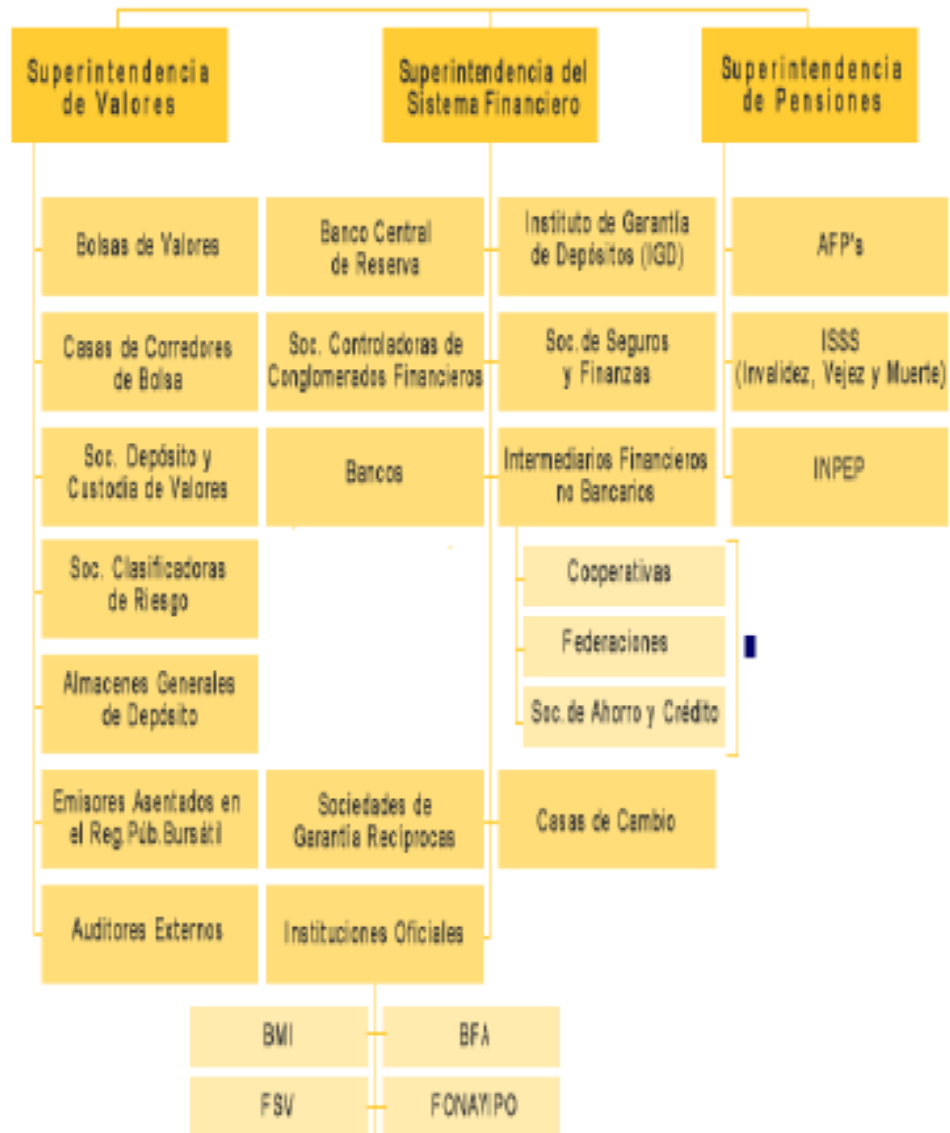 Superintendencia
de Valores
Superintendencia del
Sistema Financiero
Superintendencia
de Pensiones
Bolsas de Valores
Banco Central
de Reserva
Instituto de Garantía
de Depósitos (IGD)
AFP's
Casas de Corredores
de Bolsa
Soc. Controladoras de
Conglomerados Financieros
Soc. de Seguros
y Finanzas
ISSS
(Invalidez, Vejez y Muerte)
Soc. Depósito y
Custodia de Valores
Bancos
Intermediarios Financieros
no Bancarios
INPEP
Soc. Clasificadoras
de Riesgo
Cooperativas
Federaciones
Soc. de Ahorro y Crédito
Almacenes Generales
de Depósito
Emisores Asentados en
el Reg. Púb. Bursátil
Sociedades de
Garantía Recíprocas
Casas de Cambio
Auditores Externos
Instituciones Oficiales
BMI
BFA
FSV
FONAVIPO